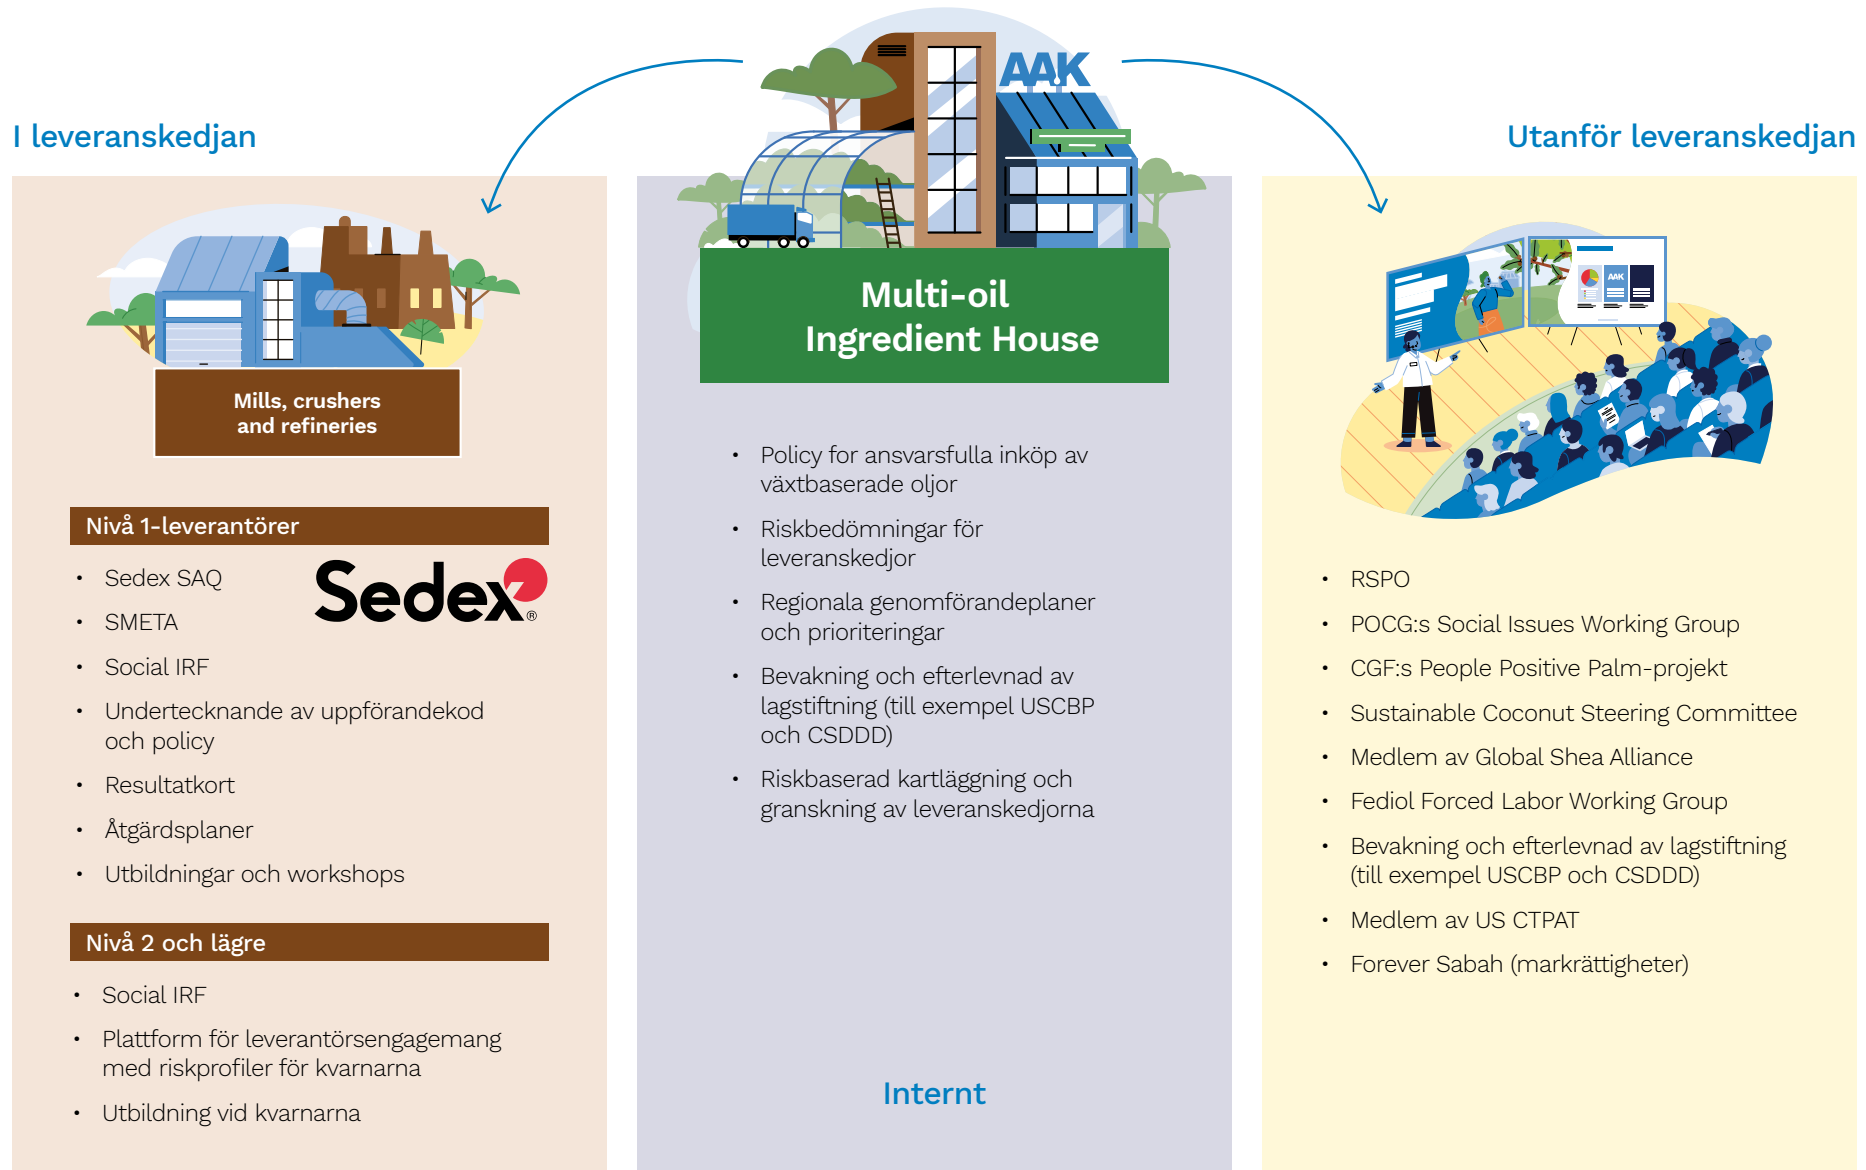 AAK
I leveranskedjan
Utanför leveranskedjan
Mills, crushers
and refineries
Nivå 1-leverantörer
• Sedex SAQ
• SMETA
• Social IRF
• Undertecknande av uppförandekod
och policy
• Resultatkort
• Åtgärdsplaner
• Utbildningar och workshops
Sedex®
Nivå 2 och lägre
• Social IRF
• Plattform för leverantörsengagemang
med riskprofiler för kvarnarna
• Utbildning vid kvarnarna
Multi-oil
Ingredient House
• Policy for ansvarsfulla inköp av
växtbaserade oljor
• Riskbedömningar för
leveranskedjor
• Regionala genomförandeplaner
och prioriteringar
• Bevakning och efterlevnad av
lagstiftning (till exempel USCBP
och CSDDD)
• Riskbaserad kartläggning och
granskning av leveranskedjorna
Internt
AAK
• RSPO
• POCG:s Social Issues Working Group
• CGF:s People Positive Palm-projekt
• Sustainable Coconut Steering Committee
• Medlem av Global Shea Alliance
• Fediol Forced Labor Working Group
• Bevakning och efterlevnad av lagstiftning
(till exempel USCBP och CSDDD)
• Medlem av US CTPAT
• Forever Sabah (markrättigheter)